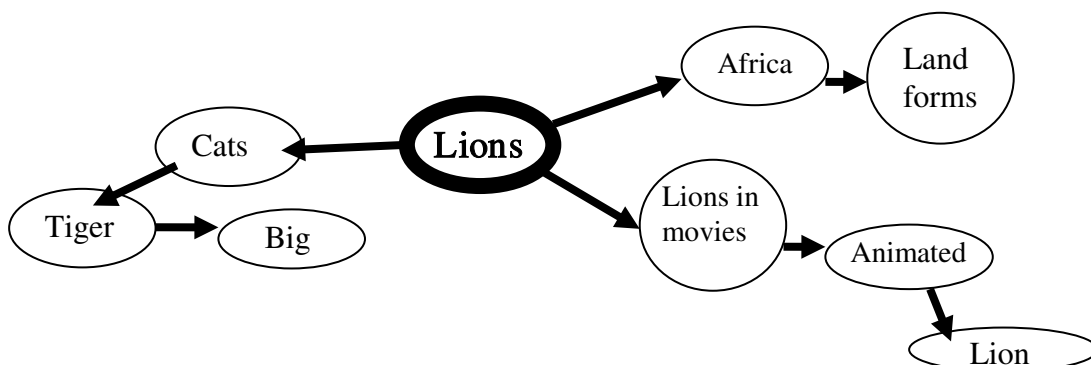 Africa
Land
forms
Cats
Lions
Lions in
movies
Tiger
Big
Animated
Lion